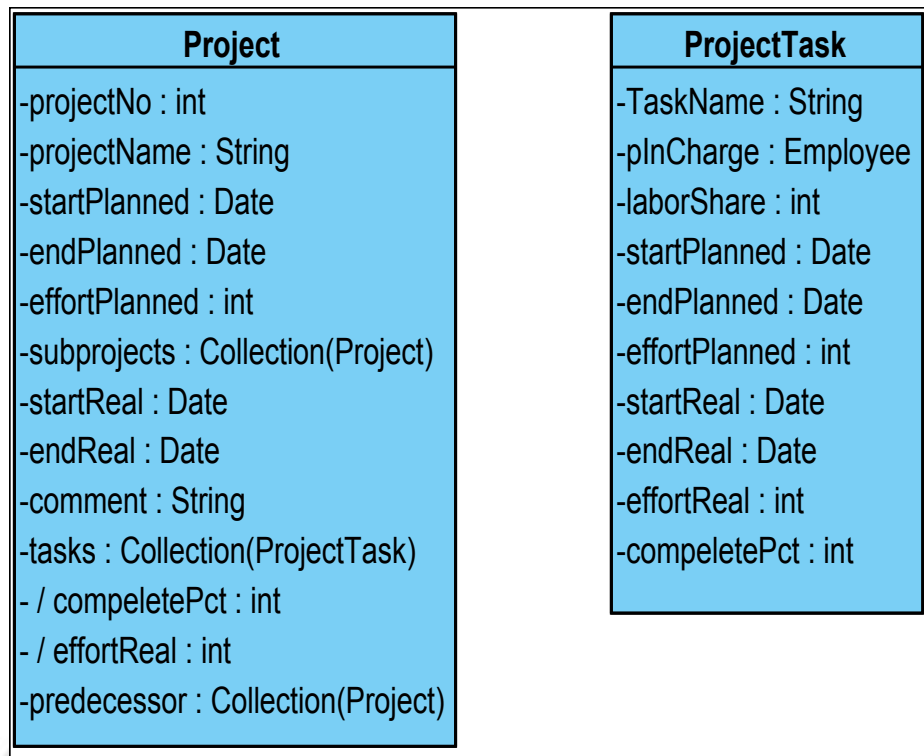 Project
-projectNo : int
-projectName : String
-startPlanned : Date
-endPlanned : Date
-effortPlanned : int
-subprojects : Collection(Project)
-startReal : Date
-endReal : Date
-comment : String
-tasks : Collection(ProjectTask)
- / compeletePct : int
- / effortReal : int
-predecessor : Collection(Project)
ProjectTask
-TaskName : String
-pInCharge : Employee
-laborShare : int
-startPlanned : Date
-endPlanned : Date
-effortPlanned : int
-startReal : Date
-endReal : Date
-effortReal : int
-compeletePct : int